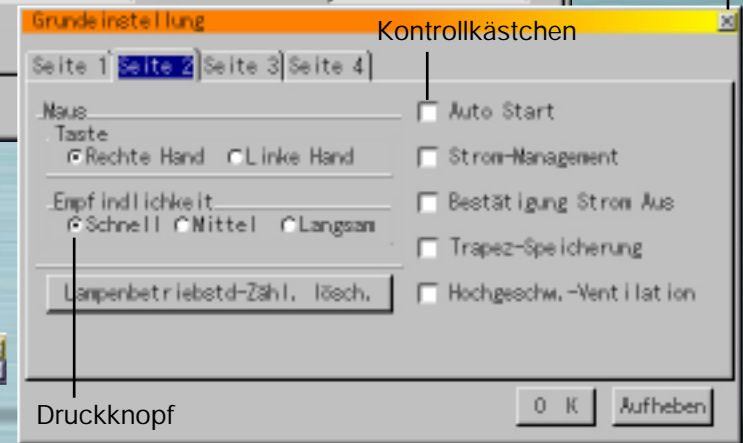 Grundeinstellung
Kontrollkästchen
Seite 1 Seite 2 Seite 3 Seite 4
Maus
Taste
Rechte Hand Linke Hand
Empfindlichkeit
Schnell Mittel Langsam
Lampenbetriebstd-Zähl. lösch.
Auto Start
Strom-Management
Bestätigung Strom Aus
Trapez-Speicherung
Hochgeschw.-Ventilation
Druckknopf
O K Aufheben